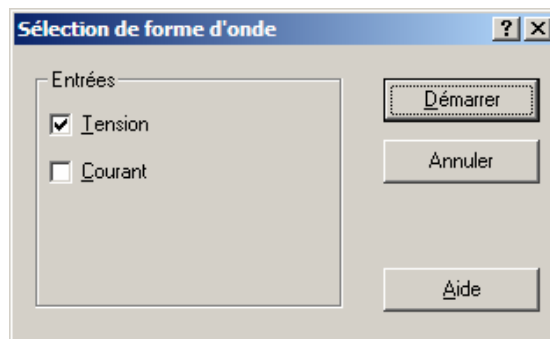 Sélection de forme d'onde
Entrées
Tension
Courant
Démarrer
Annuler
Aide